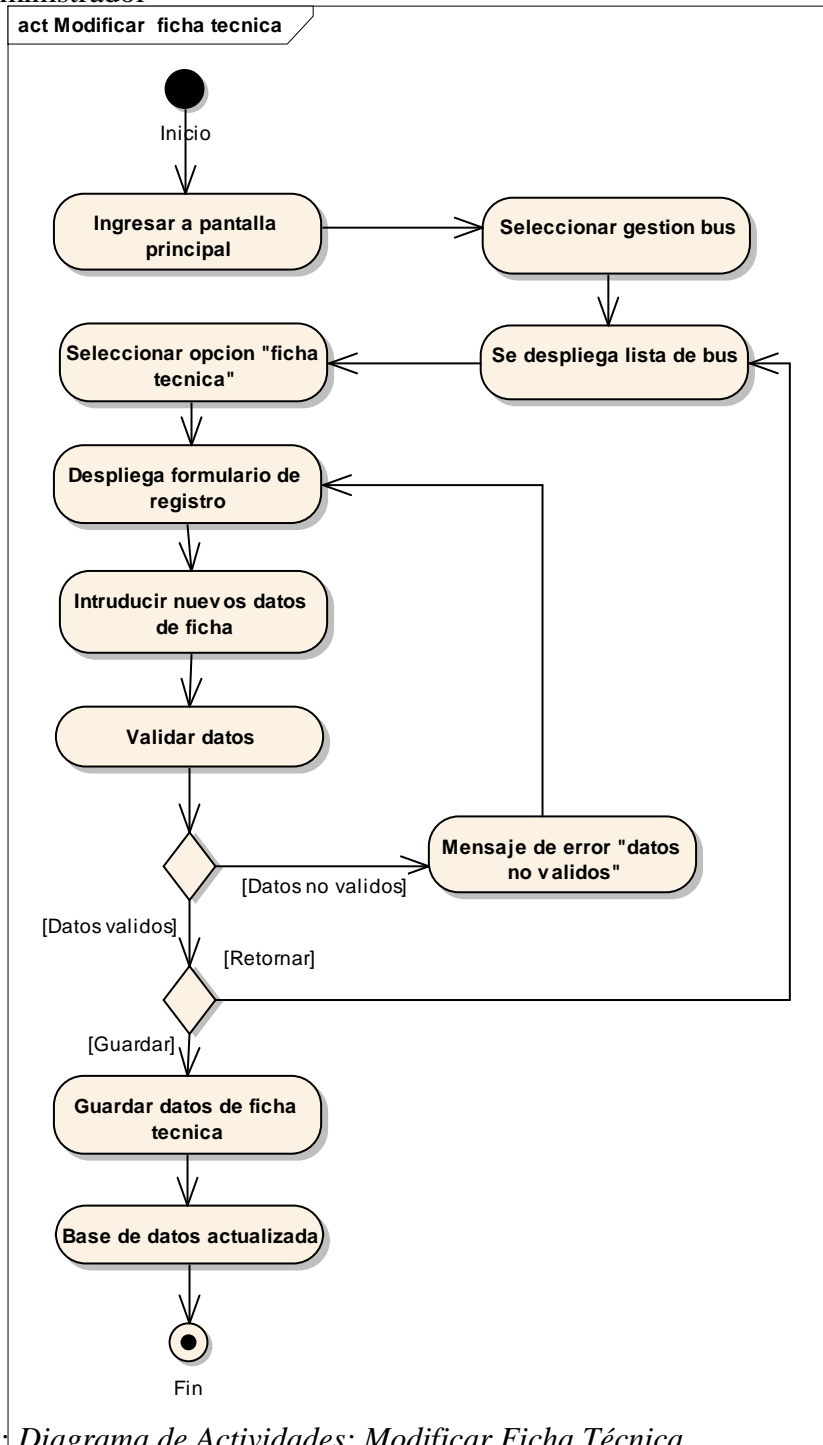 ministrador
act Modificar ficha tecnica
Inicio
Ingresar a pantalla
principal
Seleccionar gestion bus
Seleccionar opcion "ficha
tecnica"
Se despliega lista de bus
Despliega formulario de
registro
Intruducir nuevos datos
de ficha
Validar datos
Mensaje de error "datos
no validos"
[Datos no validos]
[Datos validos]
[Retornar]
[Guardar]
Guardar datos de ficha
tecnica
Base de datos actualizada
Fin
: Diagrama de Actividades: Modificar Ficha Técnica